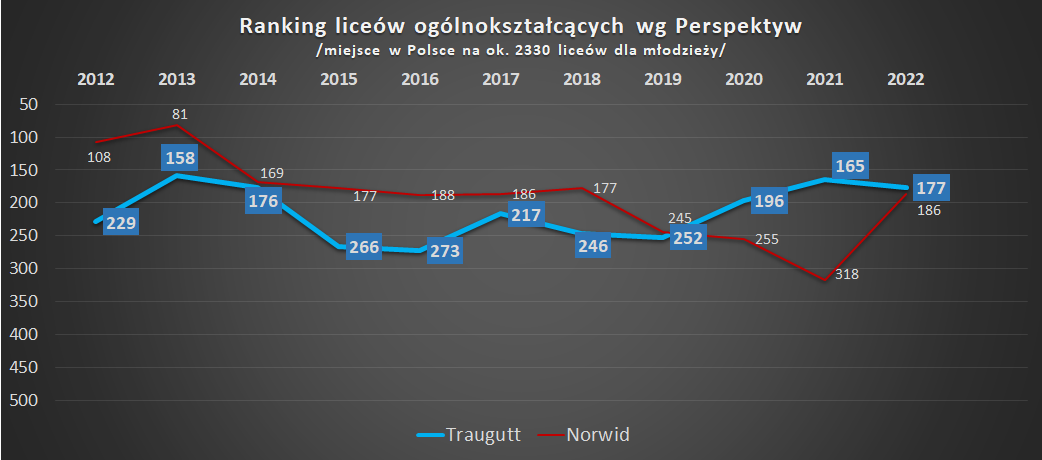 Ranking liceów ogólnokształcących wg Perspektyw
/miejsce w Polsce na ok. 2330 liceów dla młodzieży/
2012 2013 2014 2015 2016 2017 2018 2019 2020 2021 2022
50
100
150
200
250
300
350
400
450
500
108 81 169 177 188 186 177 245 255 318 186
229 158 176 266 273 217 246 252 196 165 177
Traugutt Norwid